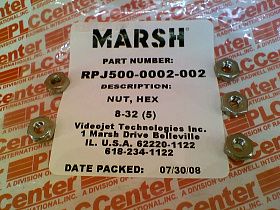 MARSH®
PART NUMBER:
RPJ500-0002-002
DESCRIPTION:
NUT, HEX
8-32 (5)
Videojet Technologies Inc.
1 Marsh Drive Belleville
IL. U.S.A. 62220-1122
618-234-1122
DATE PACKED: 07/30/08